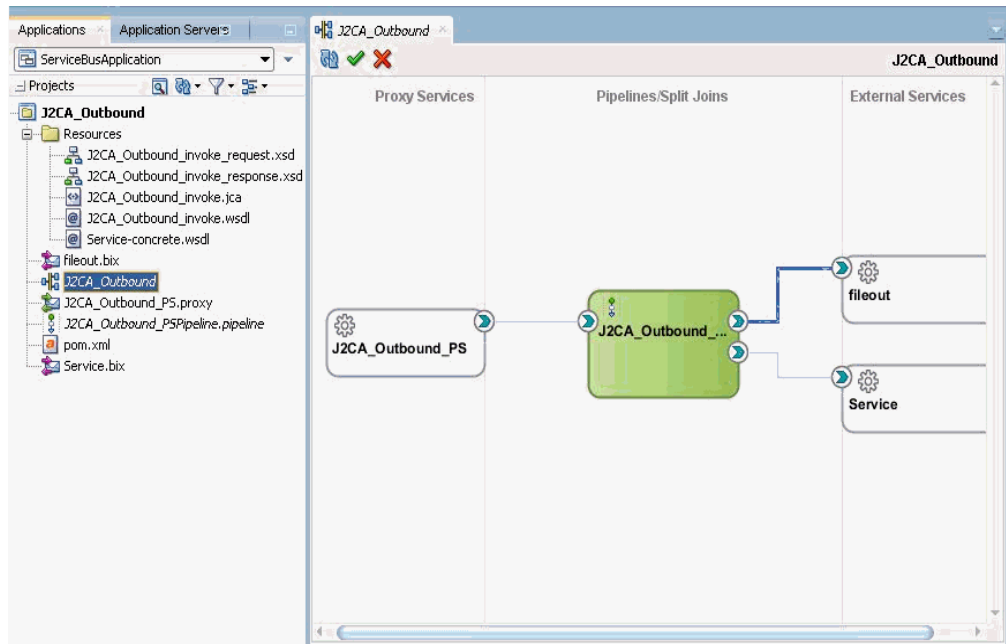 Applications
Application Servers
J2CA_Outbound
ServiceBusApplication
J2CA_Outbound
Projects
J2CA_Outbound
Resources
J2CA_Outbound_invoke_request.xsd
J2CA_Outbound_invoke_response.xsd
J2CA_Outbound_invoke.jca
J2CA_Outbound_invoke.wsdl
Service-concrete.wsdl
fileout.bix
J2CA_Outbound
J2CA_Outbound_PS.proxy
J2CA_Outbound_PSPipeline.pipeline
pom.xml
Service.bix
Proxy Services
Pipelines/Split Joins
External Services
J2CA_Outbound_PS
J2CA_Outbound_...
fileout
Service